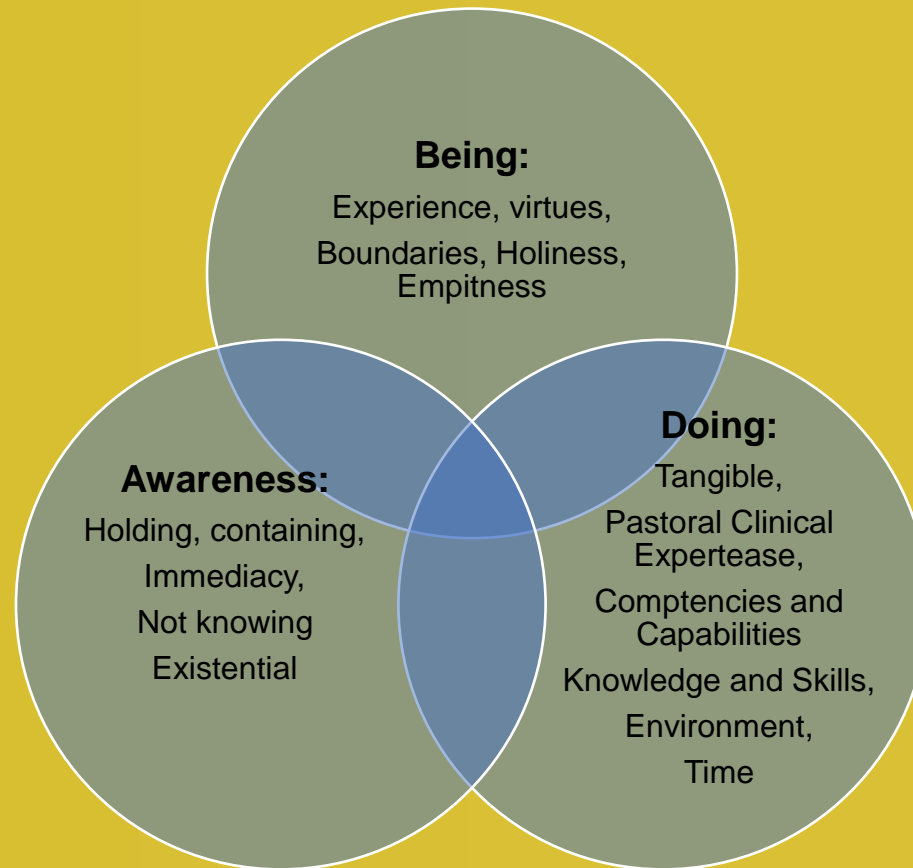 Being:
Experience, virtues,
Boundaries, Holiness,
Empitness
Awareness:
Holding, containing,
Immediacy,
Not knowing
Existential
Doing:
Tangible,
Pastoral Clinical
Expertease,
Comptencies and
Capabilities
Knowledge and Skills,
Environment,
Time